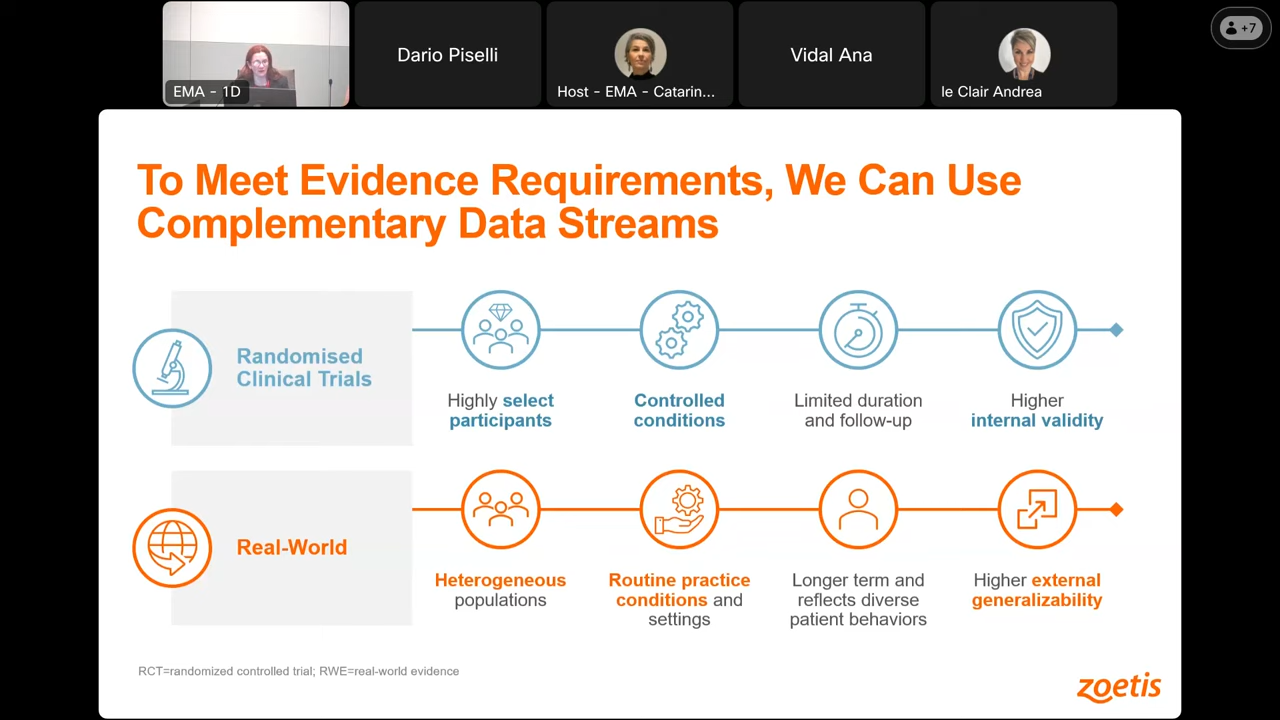 +7
EMA - 1D
Dario Piselli
Host - EMA - Catarin...
Vidal Ana
le Clair Andrea
To Meet Evidence Requirements, We Can Use
Complementary Data Streams
Randomised
Clinical Trials
Highly select
participants
Controlled
conditions
Limited duration
and follow-up
Higher
internal validity
Real-World
Heterogeneous
populations
Routine practice
conditions and
settings
Longer term and
reflects diverse
patient behaviors
Higher external
generalizability
RCT=randomized controlled trial; RWE=real-world evidence
zoetis